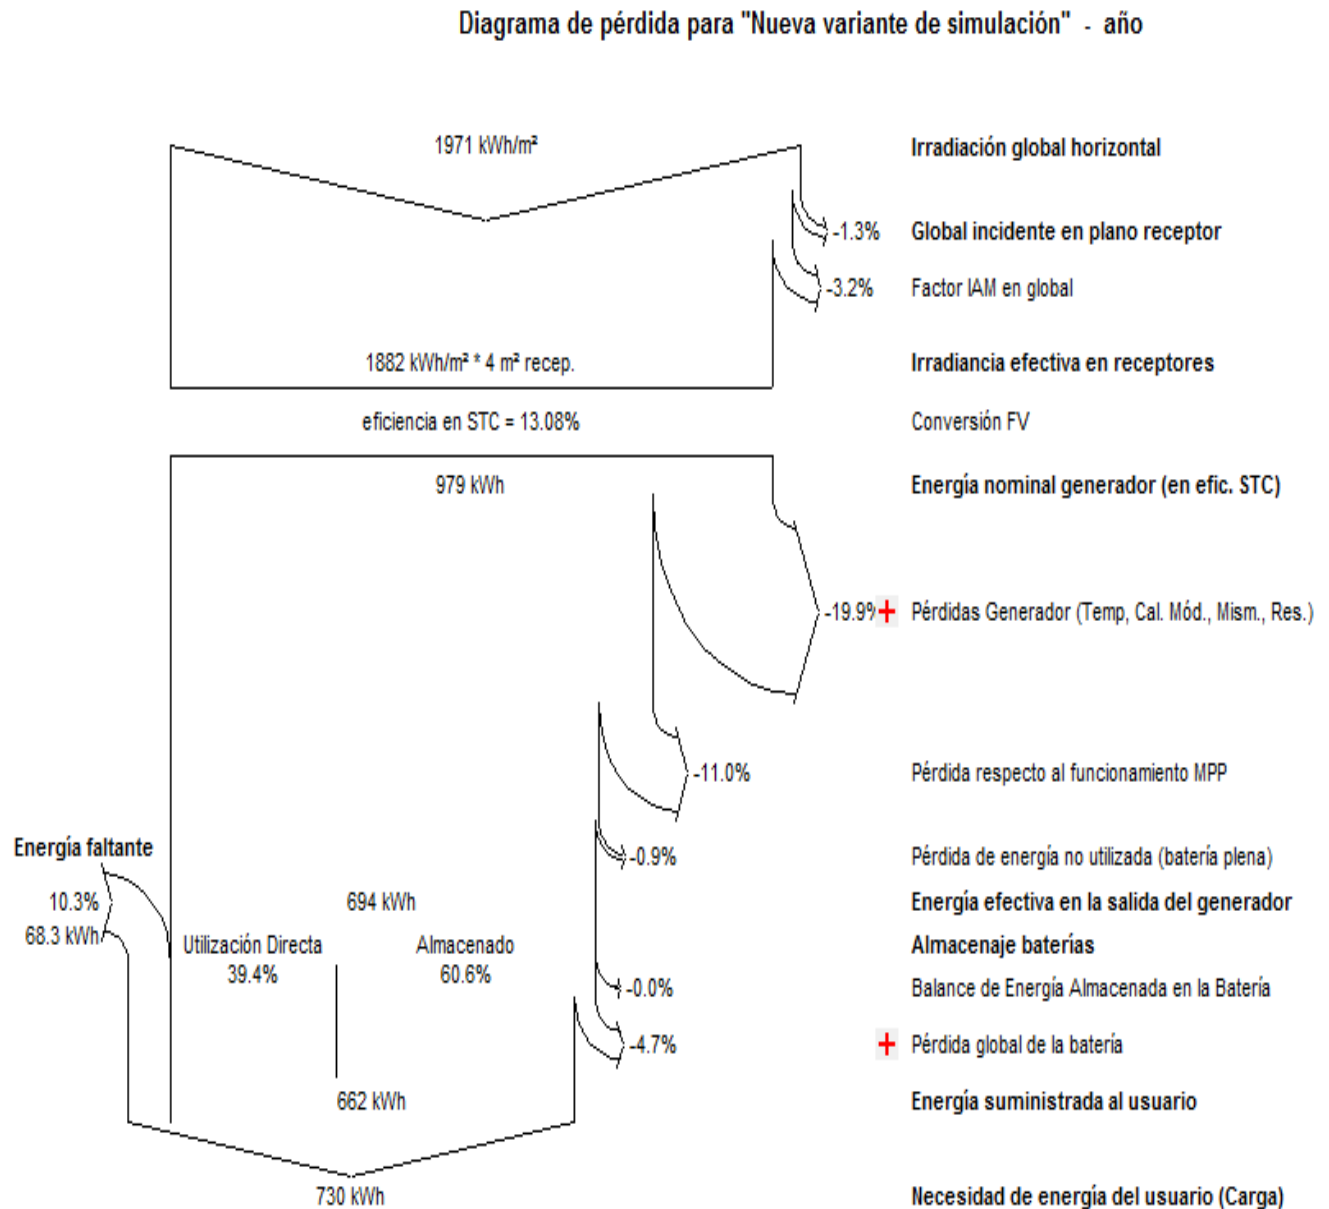 Diagrama de pérdida para "Nueva variante de simulación" - año
1971 kWh/m²
Irradiación global horizontal
-1.3%
Global incidente en plano receptor
-3.2%
Factor IAM en global
1882 kWh/m² * 4 m² recep.
Irradiancia efectiva en receptores
eficiencia en STC = 13.08%
Conversión FV
979 kWh
Energía nominal generador (en efic. STC)
-19.9%
Pérdidas Generador (Temp, Cal. Mód., Mism., Res.)
-11.0%
Pérdida respecto al funcionamiento MPP
Energía faltante
-0.9%
Pérdida de energía no utilizada (batería plena)
10.3%
694 kWh
Energía efectiva en la salida del generador
68.3 kWh
Utilización Directa
Almacenado
Almacenaje baterías
39.4%
60.6%
-0.0%
Balance de Energía Almacenada en la Batería
-4.7%
Pérdida global de la batería
662 kWh
Energía suministrada al usuario
730 kWh
Necesidad de energía del usuario (Carga)